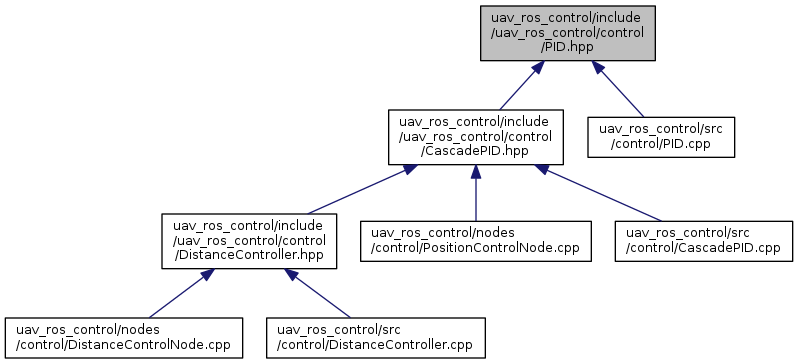 uav_ros_control/include
/uav_ros_control/control
/PID.hpp
uav_ros_control/include
/uav_ros_control/control
/CascadePID.hpp
uav_ros_control/src
/control/PID.cpp
uav_ros_control/include
/uav_ros_control/control
/DistanceController.hpp
uav_ros_control/nodes
/control/PositionControlNode.cpp
uav_ros_control/src
/control/CascadePID.cpp
uav_ros_control/nodes
/control/DistanceControlNode.cpp
uav_ros_control/src
/control/DistanceController.cpp